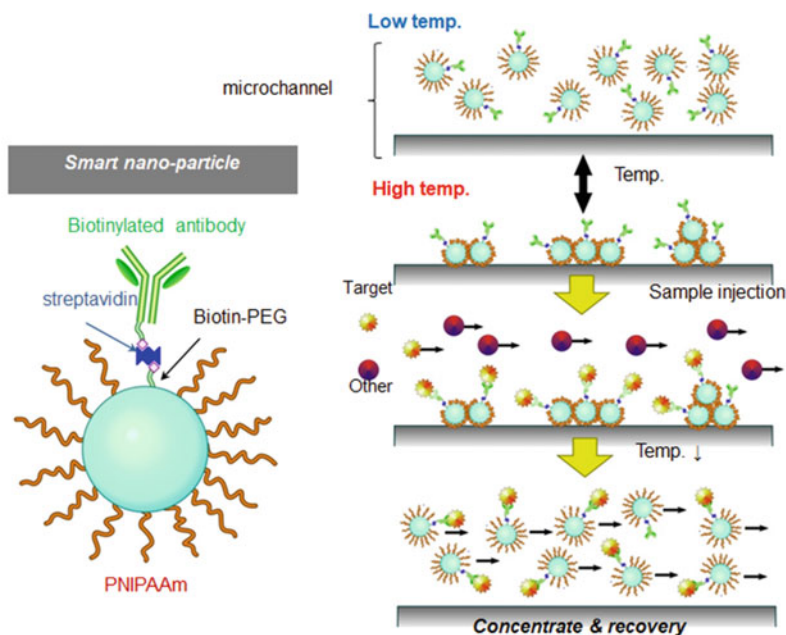 Low temp.
microchannel
Smart nano-particle
Temp.
High temp.
Biotinylated antibody
streptavidin
Biotin-PEG
Target
Sample injection
Other
Temp. ↓
PNIPAAm
Concentrate & recovery